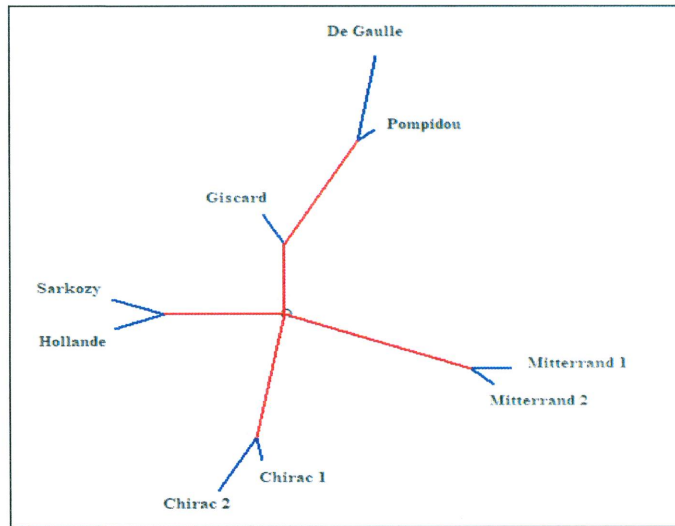 De Gaulle
Pompidou
Giscard
Sarkozy
Hollande
Mitterrand 1
Mitterrand 2
Chirac 1
Chirac 2